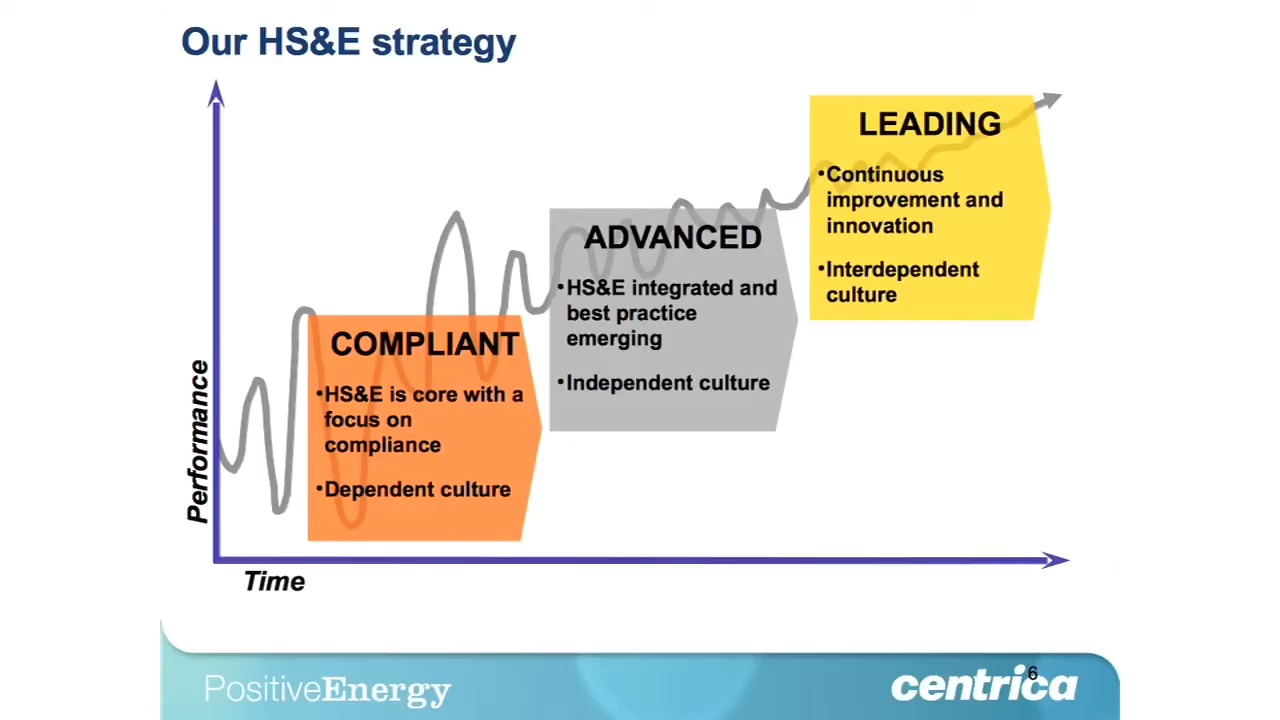 Our HS&E strategy
LEADING
•Continuous
improvement and
innovation
•Interdependent
culture
ADVANCED
•HS&E integrated and
best practice
emerging
•Independent culture
COMPLIANT
•HS&E is core with a
focus on
compliance
•Dependent culture
Performance
Time
PositiveEnergy
centrica
6